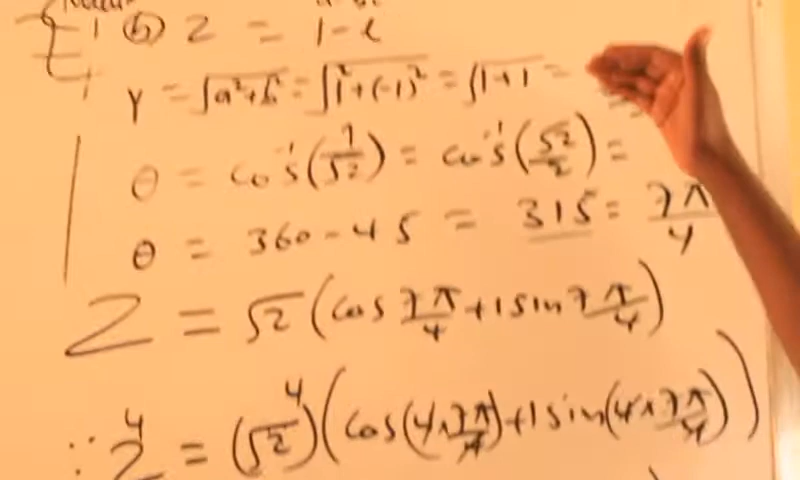 (b) z = 1 - i
r = √a²+b² = √1²+(-1)² = √1+1 =
θ = cos⁻¹(1/√2) = cos⁻¹(√2/2) =
θ = 360 - 45 = 315 = 7π/4
Z = √2 (cos 7π/4 + i sin 7π/4)
∵ z⁴ = (√2)⁴ (cos(4×7π/4) + i sin(4×7π/4))